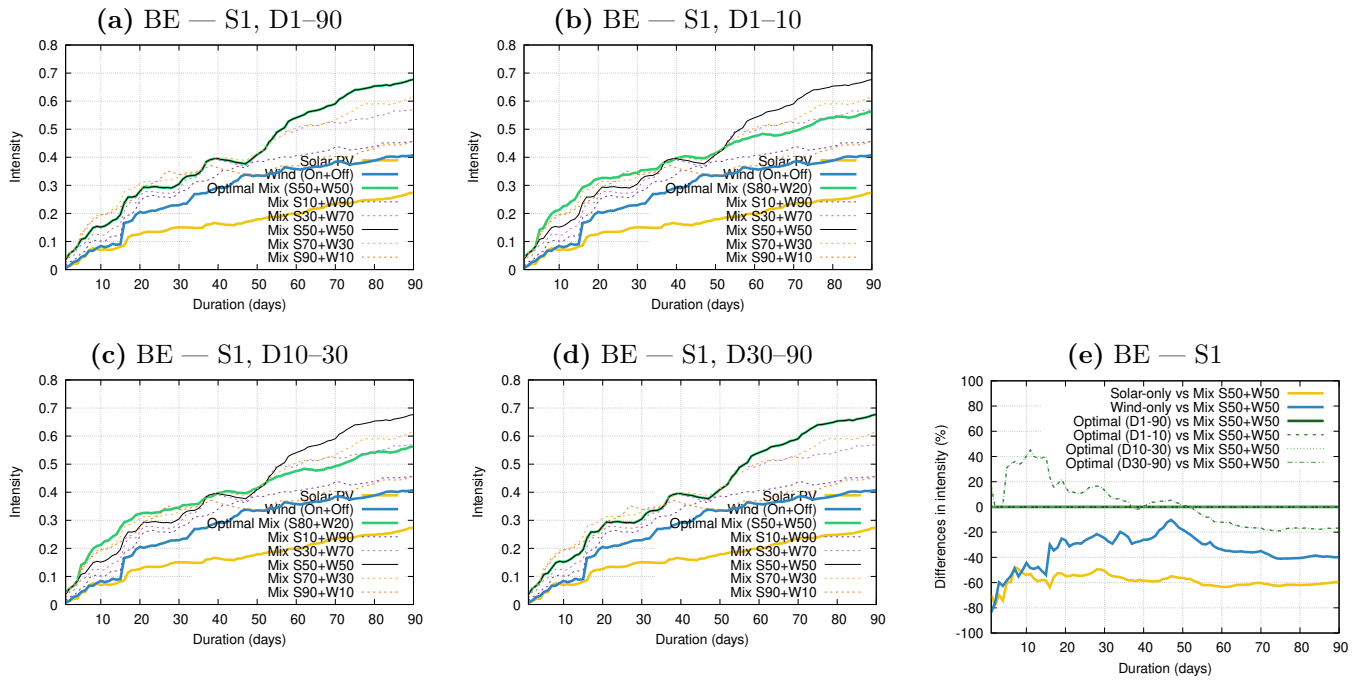 (a) BE — S1, D1–90
0.8
0.7
0.6
0.5
0.4
0.3
0.2
0.1
0
Intensity
Solar PV
Wind (On+Off)
Optimal Mix (S50+W50)
Mix S10+W90
Mix S30+W70
Mix S50+W50
Mix S70+W30
Mix S90+W10
10 20 30 40 50 60 70 80 90
Duration (days)
(b) BE — S1, D1–10
0.8
0.7
0.6
0.5
0.4
0.3
0.2
0.1
0
Intensity
Solar PV
Wind (On+Off)
Optimal Mix (S80+W20)
Mix S10+W90
Mix S30+W70
Mix S50+W50
Mix S70+W30
Mix S90+W10
10 20 30 40 50 60 70 80 90
Duration (days)
(c) BE — S1, D10–30
0.8
0.7
0.6
0.5
0.4
0.3
0.2
0.1
0
Intensity
Solar PV
Wind (On+Off)
Optimal Mix (S80+W20)
Mix S10+W90
Mix S30+W70
Mix S50+W50
Mix S70+W30
Mix S90+W10
10 20 30 40 50 60 70 80 90
Duration (days)
(d) BE — S1, D30–90
0.8
0.7
0.6
0.5
0.4
0.3
0.2
0.1
0
Intensity
Solar PV
Wind (On+Off)
Optimal Mix (S50+W50)
Mix S10+W90
Mix S30+W70
Mix S50+W50
Mix S70+W30
Mix S90+W10
10 20 30 40 50 60 70 80 90
Duration (days)
(e) BE — S1
100
80
60
40
20
0
-20
-40
-60
-80
-100
Differences in intensity (%)
Solar-only vs Mix S50+W50
Wind-only vs Mix S50+W50
Optimal (D1-90) vs Mix S50+W50
Optimal (D1-10) vs Mix S50+W50
Optimal (D10-30) vs Mix S50+W50
Optimal (D30-90) vs Mix S50+W50
10 20 30 40 50 60 70 80 90
Duration (days)